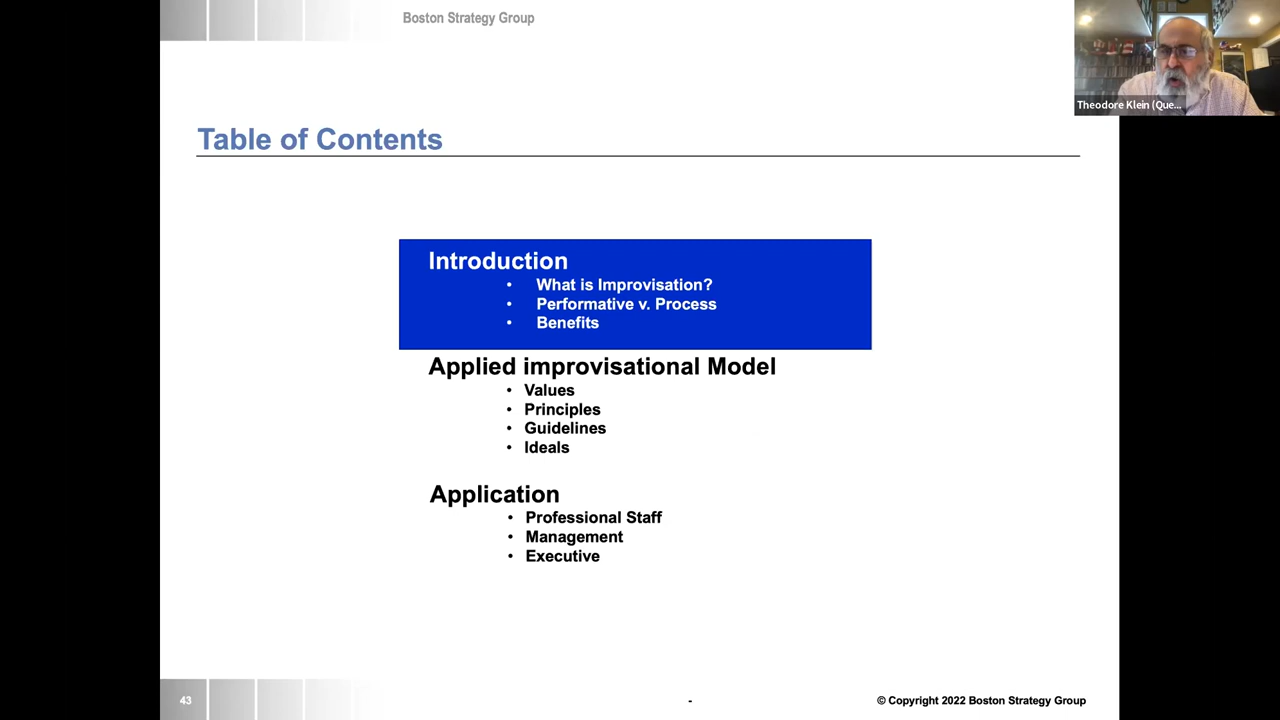 Boston Strategy Group
Theodore Klein (Que...
Table of Contents
Introduction
• What is Improvisation?
• Performative v. Process
• Benefits
Applied improvisational Model
• Values
• Principles
• Guidelines
• Ideals
Application
• Professional Staff
• Management
• Executive
43
-
© Copyright 2022 Boston Strategy Group